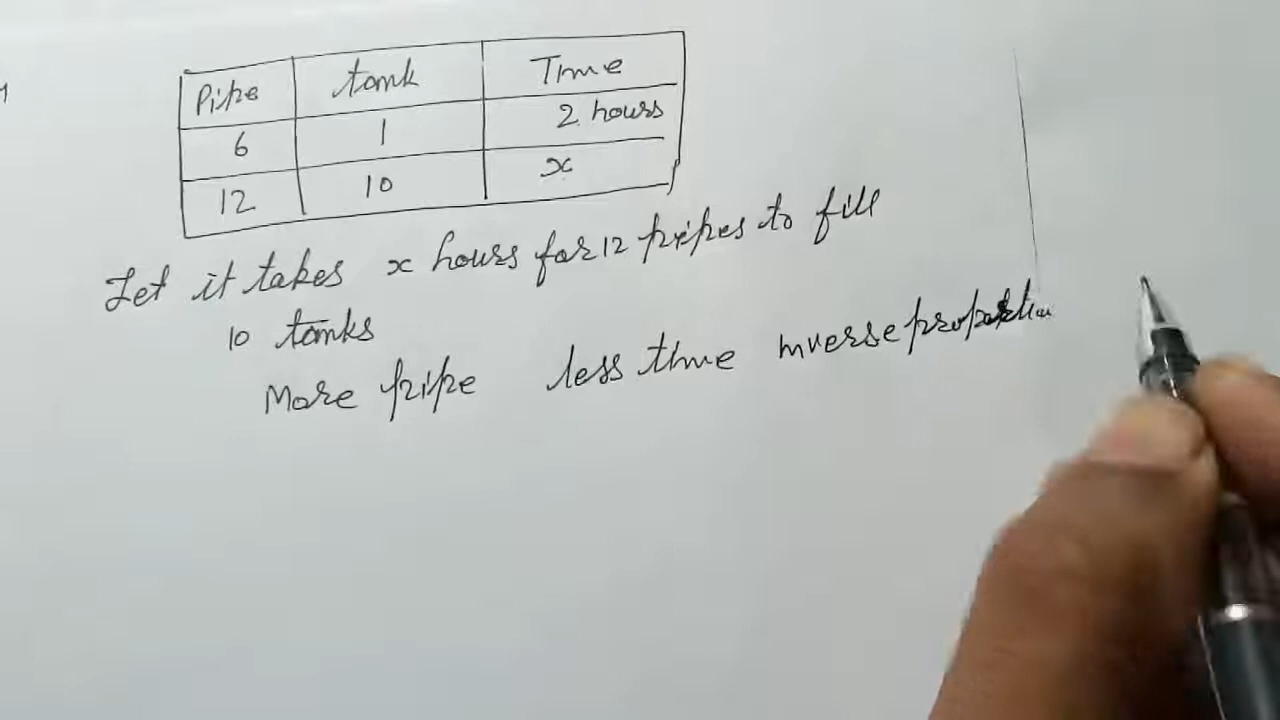 Pipe tank Time
6 1 2 hours
12 10 x
Let it takes x hours for 12 pipes to fill
10 tanks
More pipe less time inverse proportion